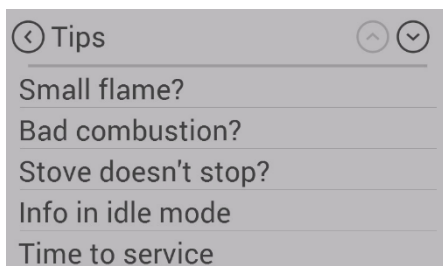 Tips
Small flame?
Bad combustion?
Stove doesn't stop?
Info in idle mode
Time to service